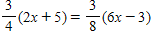 3/4(2x + 5) = 3/8(6x − 3)